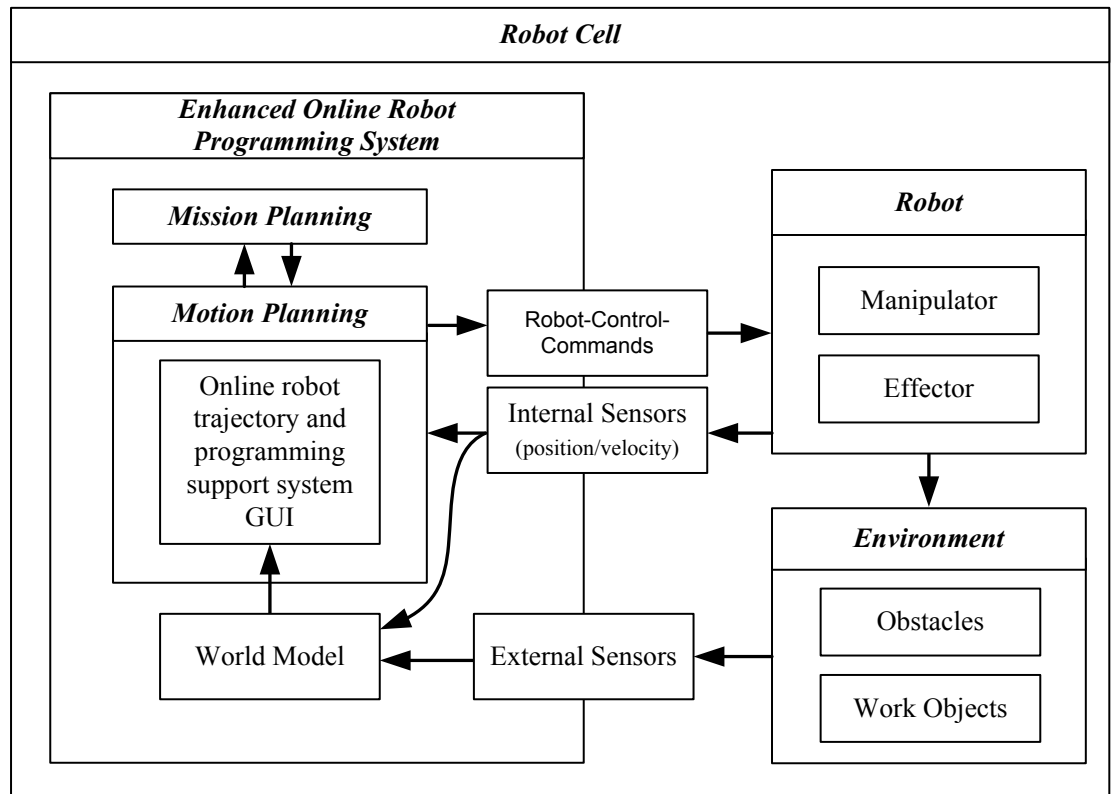 Robot Cell
Enhanced Online Robot
Programming System
Mission Planning
Motion Planning
Online robot
trajectory and
programming
support system
GUI
World Model
Robot-Control-
Commands
Internal Sensors
(position/velocity)
External Sensors
Robot
Manipulator
Effector
Environment
Obstacles
Work Objects